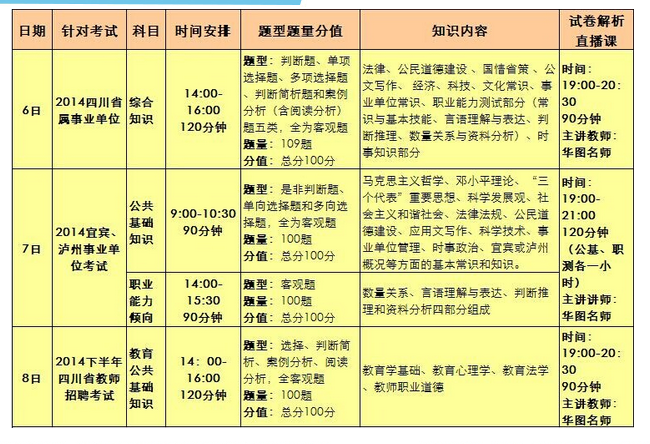 日期
针对考试
科目
时间安排
题型题量分值
知识内容
试卷解析
直播课
6日
2014四川省
属事业单位
综合
知识
14:00-
16:00
120分钟
题型：判断题、单项
选择题、多项选择题
、判断简析题和案例
分析（含阅读分析）
题五类，全为客观题
题量：109题
分值：总分100分
法律、公民道德建设 、国情省策 、公
文写作、 经济、科技、文化常识、事
业单位常识、职业能力测试部分（常
识与基本技能、言语理解与表达、判
断推理、数量关系与资料分析）、时
事知识部分
时间：
19:00-20:
30
90分钟
主讲教师:
华图名师
7日
2014宜宾、
泸州事业单
位考试
公共
基础
知识
9:00-10:30
90分钟
题型：是非判断题、
单向选择题和多向选
择题，全为客观题
题量：100题
分值：总分100分
马克思主义哲学、邓小平理论、“三
个代表”重要思想、科学发展观、社
会主义和谐社会、法律法规、公民道
德建设、应用文写作、科学技术、事
业单位管理、时事政治、宜宾或泸州
概况等方面的基本常识和知识。
时间：
19:00-
21:00
120分钟
（公基、职
测各一小
时）
主讲讲师:
华图名师
职业
能力
倾向
14:00-
15:30
90分钟
题型：客观题
题量：100题
分值：总分100分
数量关系、言语理解与表达、判断推
理和资料分析四部分组成
8日
2014下半年
四川省教师
招聘考试
教育
公共
基础
知识
14：00-
16:00
120分钟
题型：选择、判断简
析、案例分析、阅读
分析，全客观题
题量：100题
分值：总分100分
教育学基础、教育心理学、教育法学
、教师职业道德
时间：
19:00-20:
30
90分钟
主讲教师:
华图名师